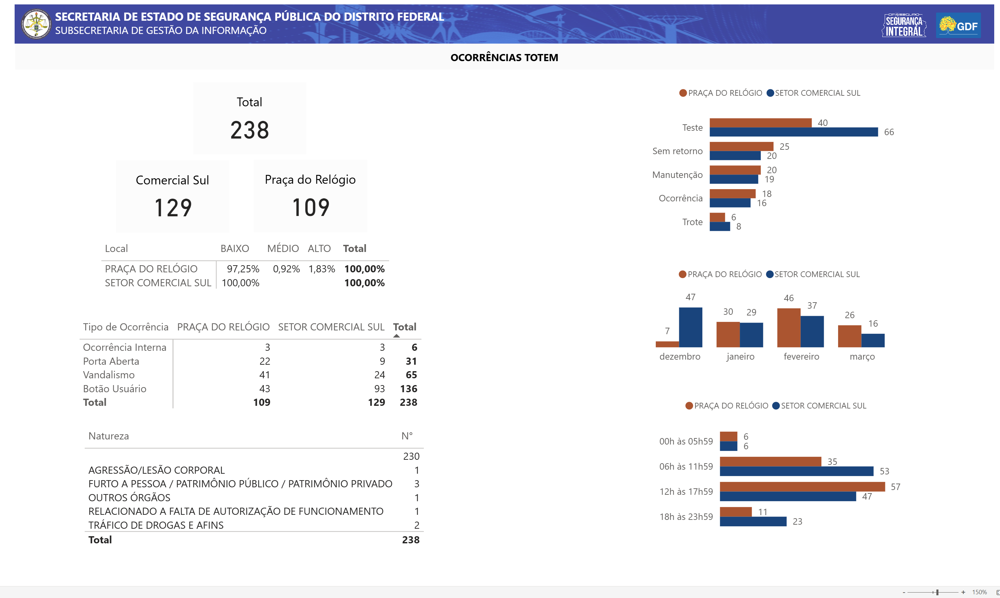 SECRETARIA DE ESTADO DE SEGURANÇA PÚBLICA DO DISTRITO FEDERAL
SUBSECRETARIA DE GESTÃO DA INFORMAÇÃO
DF SEGURO
SEGURANÇA
INTEGRAL
GDF
OCORRÊNCIAS TOTEM
Total
238
Comercial Sul
129
Praça do Relógio
109
Local BAIXO MÉDIO ALTO Total
PRAÇA DO RELÓGIO 97,25% 0,92% 1,83% 100,00%
SETOR COMERCIAL SUL 100,00% 100,00%
Tipo de Ocorrência PRAÇA DO RELÓGIO SETOR COMERCIAL SUL Total
Ocorrência Interna 3 3 6
Porta Aberta 22 9 31
Vandalismo 41 24 65
Botão Usuário 43 93 136
Total 109 129 238
Natureza N°
230
AGRESSÃO/LESÃO CORPORAL 1
FURTO A PESSOA / PATRIMÔNIO PÚBLICO / PATRIMÔNIO PRIVADO 3
OUTROS ÓRGÃOS 1
RELACIONADO A FALTA DE AUTORIZAÇÃO DE FUNCIONAMENTO 1
TRÁFICO DE DROGAS E AFINS 2
Total 238
PRAÇA DO RELÓGIO SETOR COMERCIAL SUL
Teste 40
66
Sem retorno 25
20
Manutenção 20
19
Ocorrência 18
16
Trote 6
8
PRAÇA DO RELÓGIO SETOR COMERCIAL SUL
7 47 30 29 46 37 26 16
dezembro janeiro fevereiro março
PRAÇA DO RELÓGIO SETOR COMERCIAL SUL
00h às 05h59 6
6
06h às 11h59 35
53
12h às 17h59 57
47
18h às 23h59 11
23
- + 150%